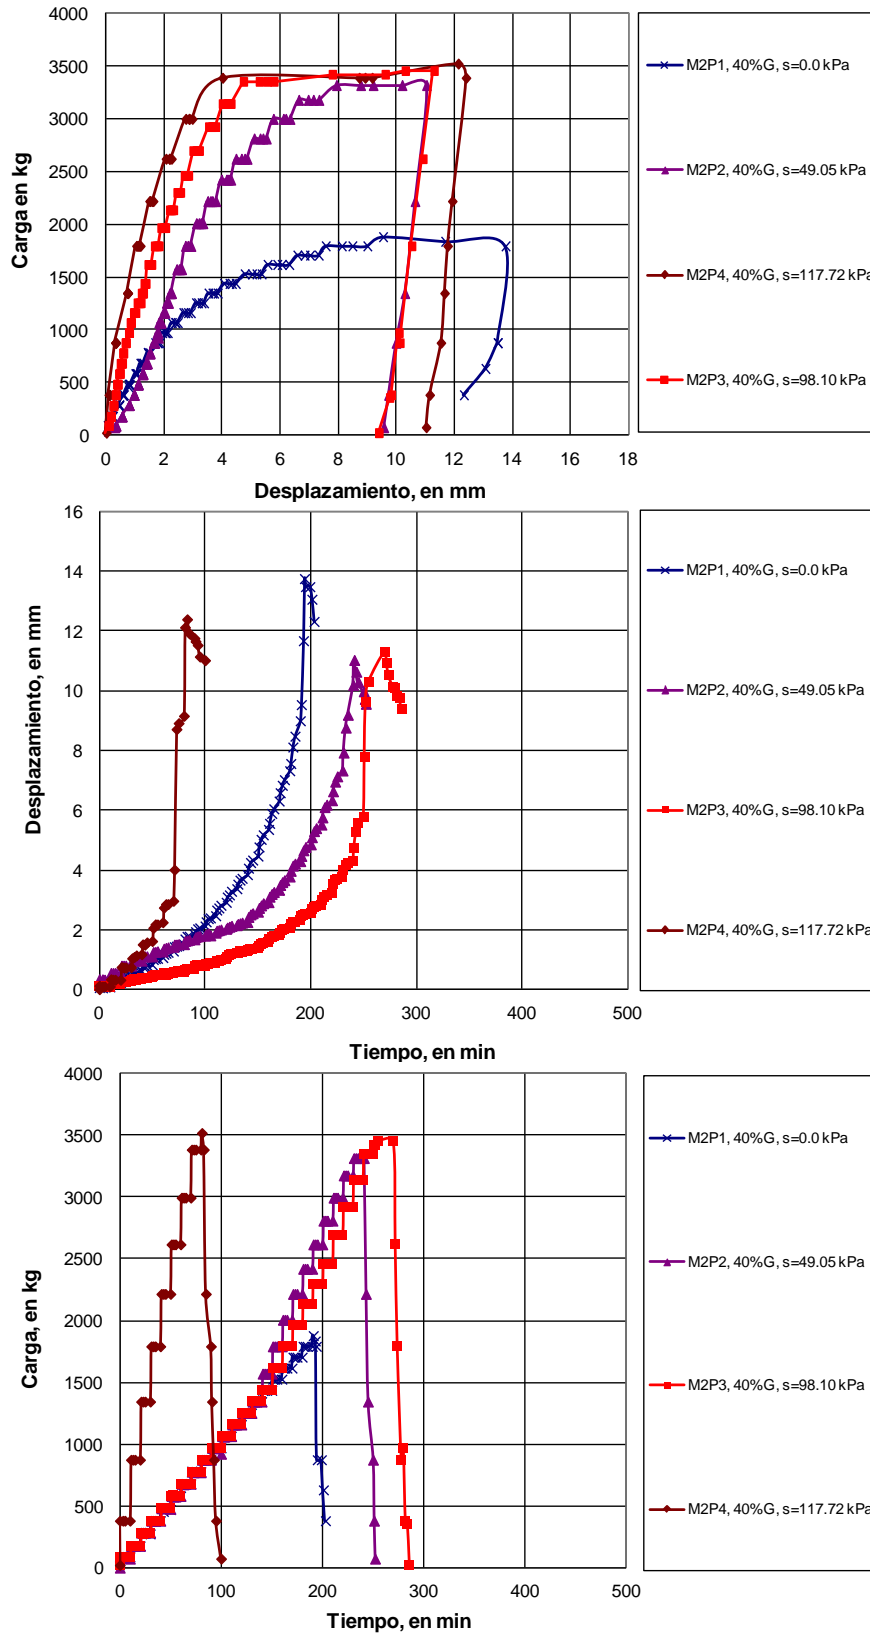 4000
3500
3000
2500
2000
1500
1000
500
0
Carga en kg
0 2 4 6 8 10 12 14 16 18
Desplazamiento, en mm
M2P1, 40%G, s=0.0 kPa
M2P2, 40%G, s=49.05 kPa
M2P4, 40%G, s=117.72 kPa
M2P3, 40%G, s=98.10 kPa
16
14
12
10
8
6
4
2
0
Desplazamiento, en mm
0 100 200 300 400 500
Tiempo, en min
M2P1, 40%G, s=0.0 kPa
M2P2, 40%G, s=49.05 kPa
M2P3, 40%G, s=98.10 kPa
M2P4, 40%G, s=117.72 kPa
4000
3500
3000
2500
2000
1500
1000
500
0
Carga, en kg
0 100 200 300 400 500
Tiempo, en min
M2P1, 40%G, s=0.0 kPa
M2P2, 40%G, s=49.05 kPa
M2P3, 40%G, s=98.10 kPa
M2P4, 40%G, s=117.72 kPa